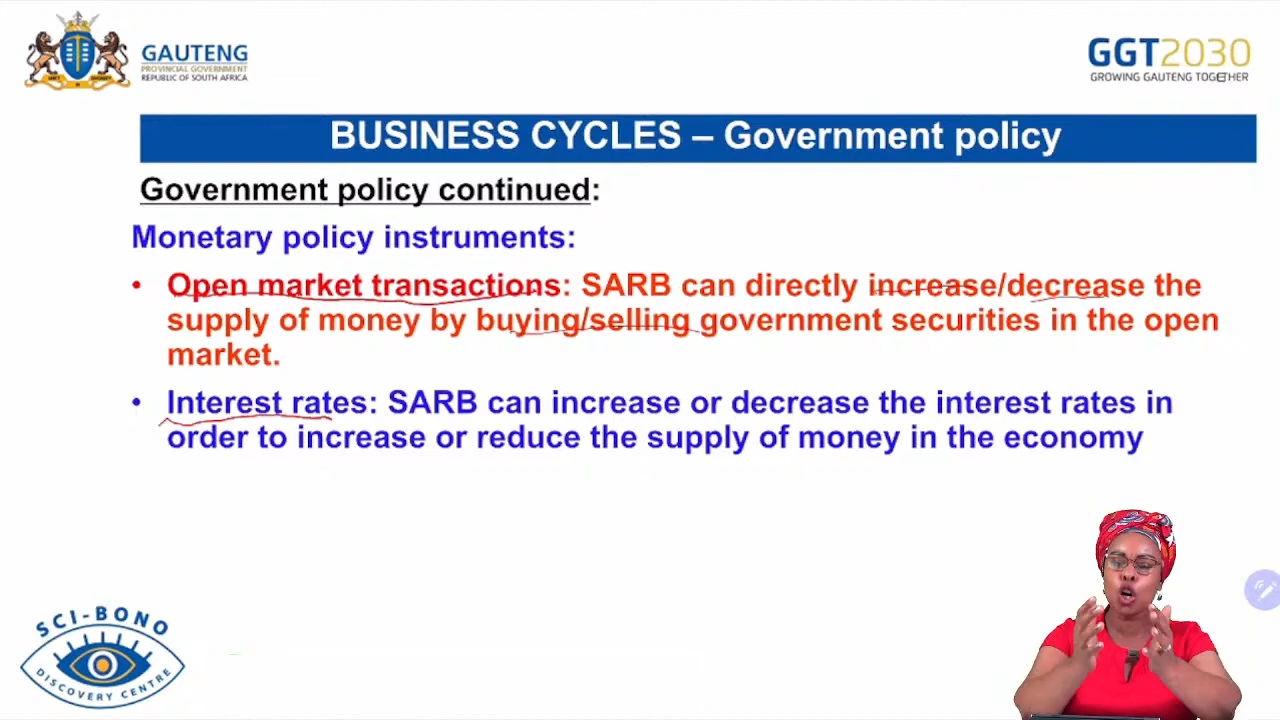 GAUTENG
PROVINCIAL GOVERNMENT
REPUBLIC OF SOUTH AFRICA
GGT2030
GROWING GAUTENG TOGETHER
BUSINESS CYCLES – Government policy
Government policy continued:
Monetary policy instruments:
• Open market transactions: SARB can directly increase/decrease the
supply of money by buying/selling government securities in the open
market.
• Interest rates: SARB can increase or decrease the interest rates in
order to increase or reduce the supply of money in the economy
SCI-BONO
DISCOVERY CENTRE